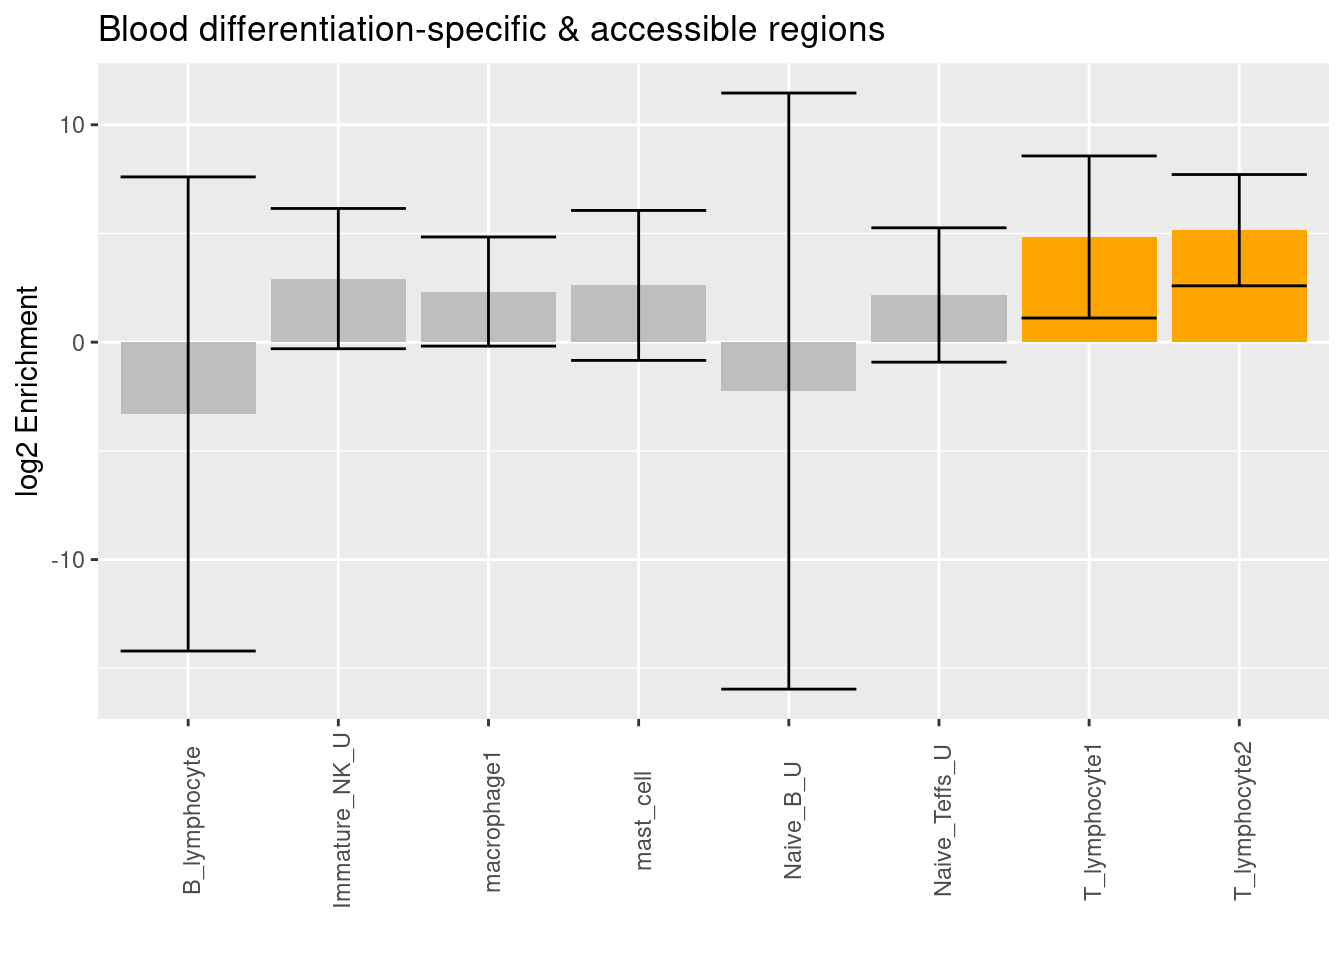 Blood differentiation-specific & accessible regions
log2 Enrichment
10
0
-10
B_lymphocyte
Immature_NK_U
macrophage1
mast_cell
Naive_B_U
Naive_Teffs_U
T_lymphocyte1
T_lymphocyte2